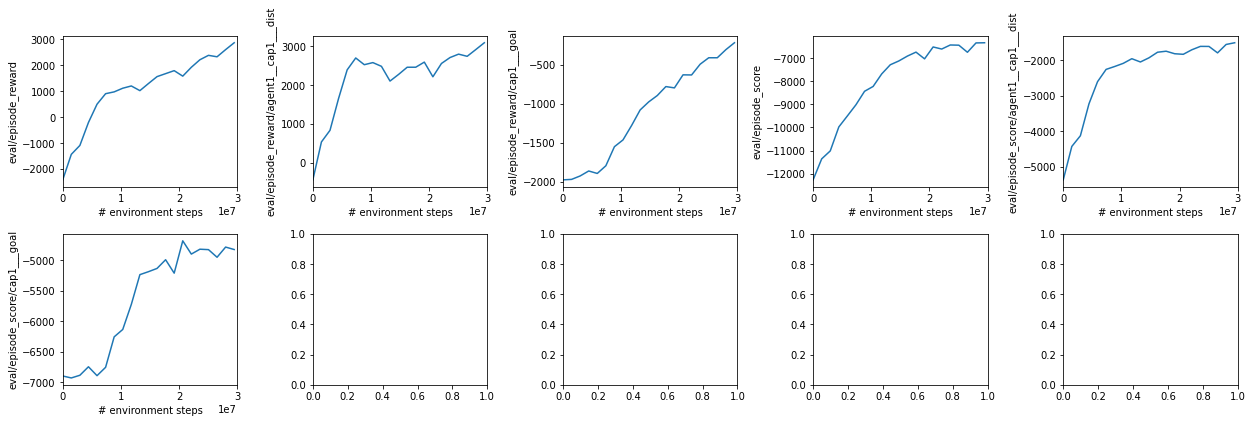 eval/episode_reward
3000
2000
1000
0
−1000
−2000
0 1 2 3
# environment steps 1e7
eval/episode_reward/agent1__cap1___dist
3000
2000
1000
0
0 1 2 3
# environment steps 1e7
eval/episode_reward/cap1___goal
−500
−1000
−1500
−2000
0 1 2 3
# environment steps 1e7
eval/episode_score
−7000
−8000
−9000
−10000
−11000
−12000
0 1 2 3
# environment steps 1e7
eval/episode_score/agent1__cap1___dist
−2000
−3000
−4000
−5000
0 1 2 3
# environment steps 1e7
eval/episode_score/cap1___goal
−5000
−5500
−6000
−6500
−7000
0 1 2 3
# environment steps 1e7
1.0
0.8
0.6
0.4
0.2
0.0
0.0 0.2 0.4 0.6 0.8 1.0
1.0
0.8
0.6
0.4
0.2
0.0
0.0 0.2 0.4 0.6 0.8 1.0
1.0
0.8
0.6
0.4
0.2
0.0
0.0 0.2 0.4 0.6 0.8 1.0
1.0
0.8
0.6
0.4
0.2
0.0
0.0 0.2 0.4 0.6 0.8 1.0